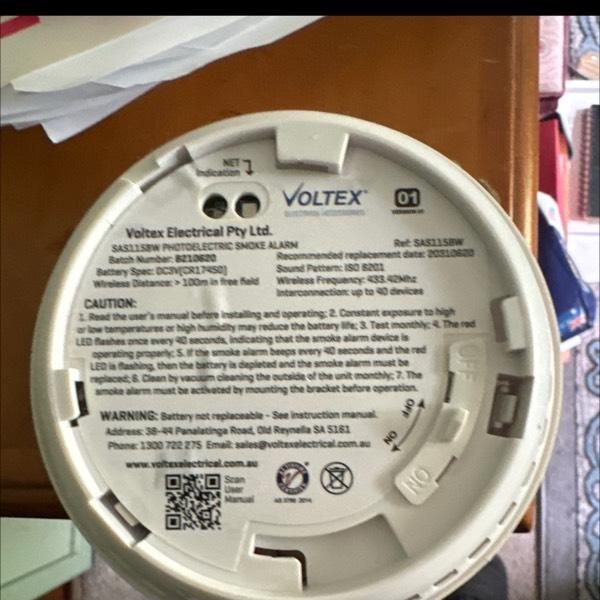 NET
Indication
VOLTEX
ELECTRICAL ACCESSORIES
01
VERSION 01
Voltex Electrical Pty Ltd.
SAS115BW PHOTOELECTRIC SMOKE ALARM Ref: SAS115BW
Batch Number: B210620 Recommended replacement date: 20310620
Battery Spec: DC3V(CR17450) Sound Pattern: ISO 8201
Wireless Distance: > 100m in free field Wireless Frequency: 433.42Mhz
Interconnection: up to 40 devices
CAUTION:
1. Read the user's manual before installing and operating; 2. Constant exposure to high
or low temperatures or high humidity may reduce the battery life; 3. Test monthly; 4. The red
LED flashes once every 40 seconds, indicating that the smoke alarm device is
operating properly; 5. If the smoke alarm beeps every 40 seconds and the red
LED is flashing, then the battery is depleted and the smoke alarm must be
replaced; 6. Clean by vacuum cleaning the outside of the unit monthly; 7. The
smoke alarm must be activated by mounting the bracket before operation.
WARNING: Battery not replaceable - See instruction manual.
Address: 38-44 Panalatinga Road, Old Reynella SA 5161
Phone: 1300 722 275 Email: sales@voltexelectrical.com.au
www.voltexelectrical.com.au
Scan
User
Manual
AS 3786 2014
OFF
ON
OFF
ON